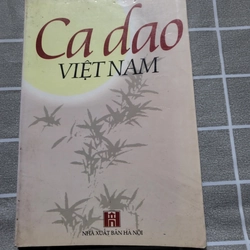 Ca dao
VIỆT NAM
NHÀ XUẤT BẢN HÀ NỘI